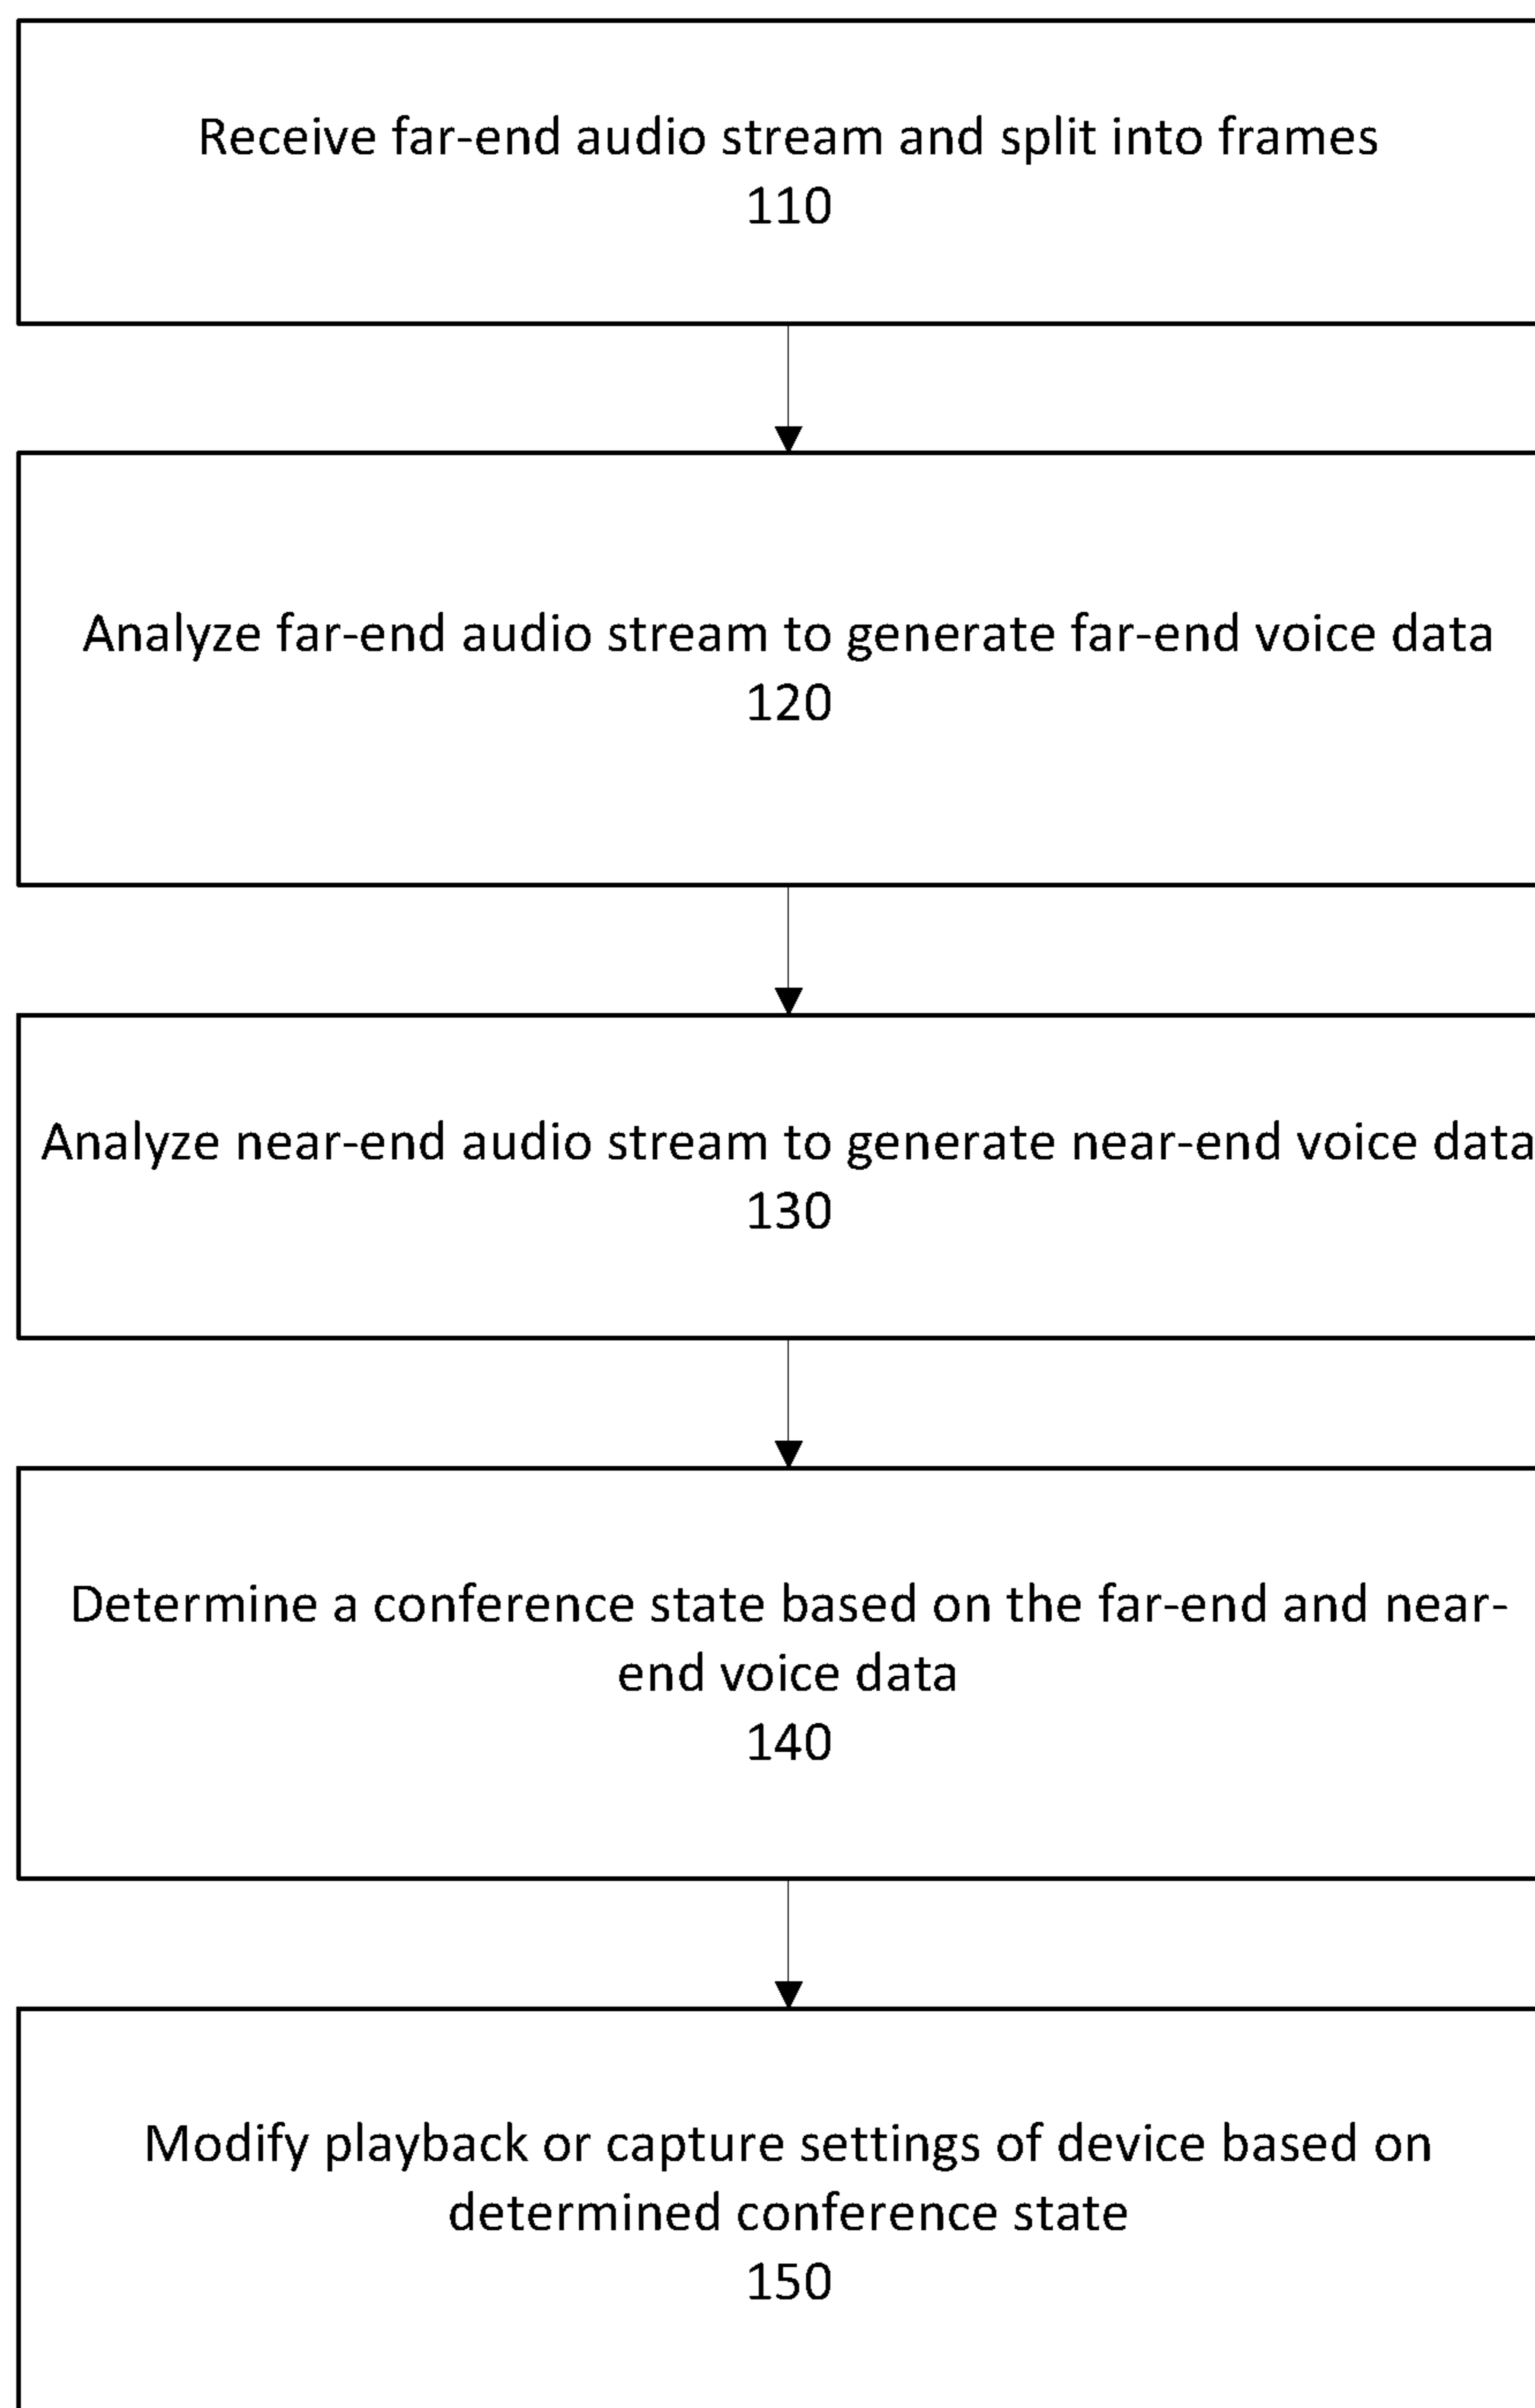 Receive far-end audio stream and split into frames
110
Analyze far-end audio stream to generate far-end voice data
120
Analyze near-end audio stream to generate near-end voice data
130
Determine a conference state based on the far-end and near-
end voice data
140
Modify playback or capture settings of device based on
determined conference state
150